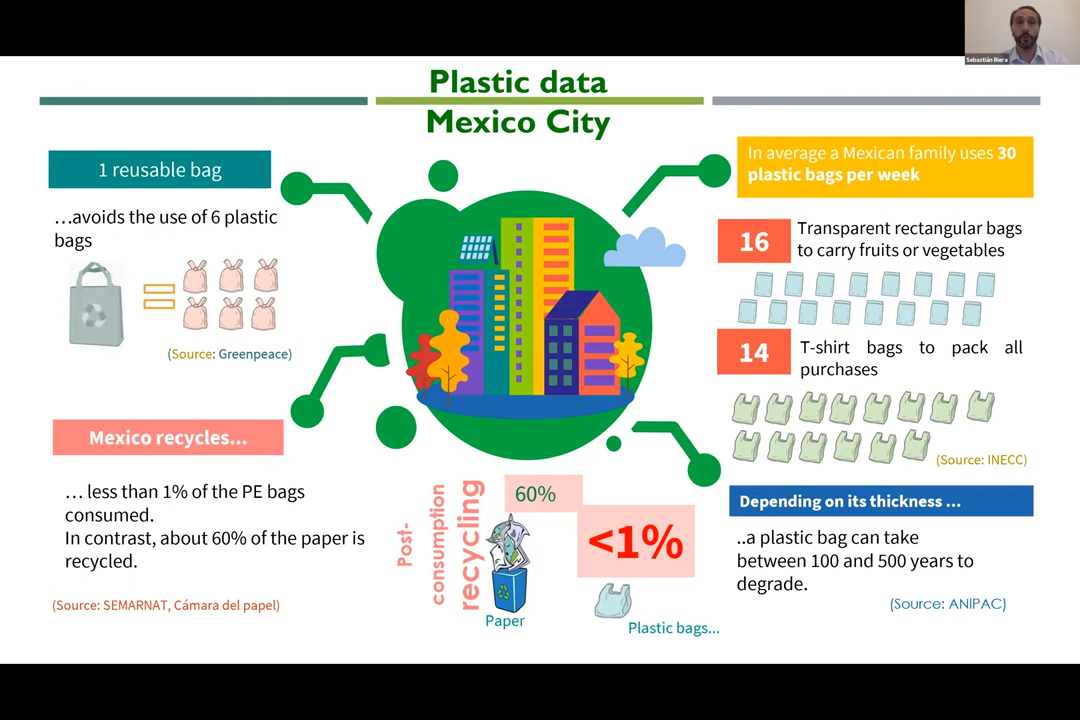 Sebastián Riera
Plastic data
Mexico City
1 reusable bag
...avoids the use of 6 plastic
bags
(Source: Greenpeace)
Mexico recycles...
... less than 1% of the PE bags
consumed.
In contrast, about 60% of the paper is
recycled.
(Source: SEMARNAT, Cámara del papel)
Post-
consumption
recycling
60%
Paper
<1%
Plastic bags...
In average a Mexican family uses 30
plastic bags per week
16
Transparent rectangular bags
to carry fruits or vegetables
14
T-shirt bags to pack all
purchases
(Source: INECC)
Depending on its thickness ...
..a plastic bag can take
between 100 and 500 years to
degrade.
(Source: ANIPAC)